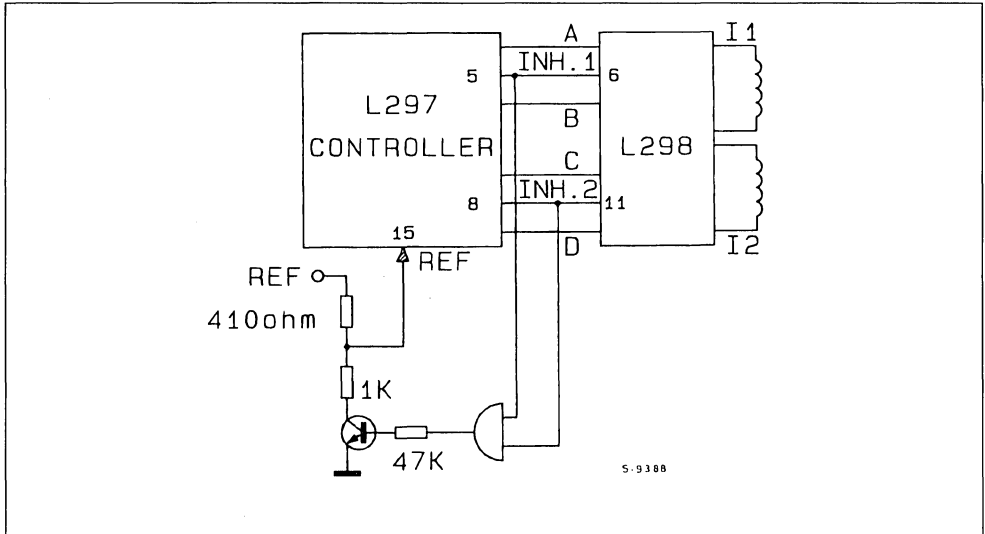 A
I1
INH.1
5
6
L297
CONTROLLER
B
L298
C
INH.2
8
11
15
D
I2
REF
REF
410ohm
1K
47K
S-9388